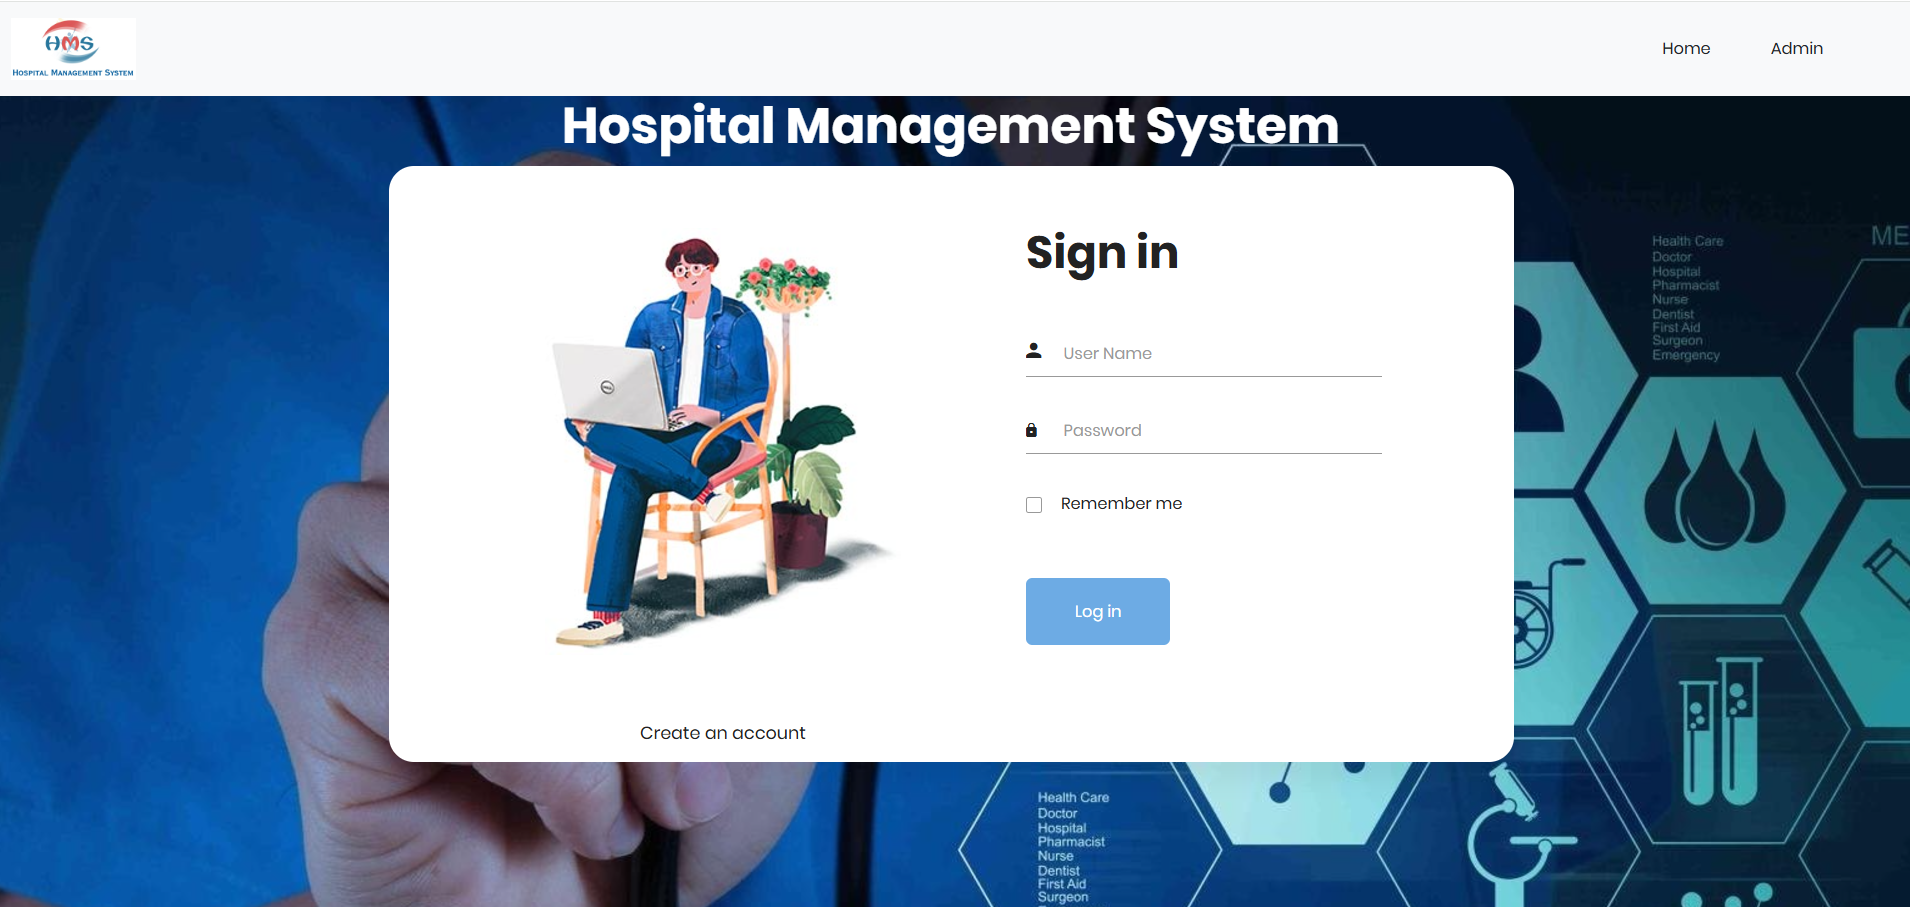 HMS
Hospital Management System
Home
Admin
Hospital Management System
Sign in
User Name
Password
Remember me
Log in
Create an account
Health Care
Doctor
Hospital
Pharmacist
Nurse
Dentist
First Aid
Surgeon
Emergency
ME
Health Care
Doctor
Hospital
Pharmacist
Nurse
Dentist
First Aid
Surgeon